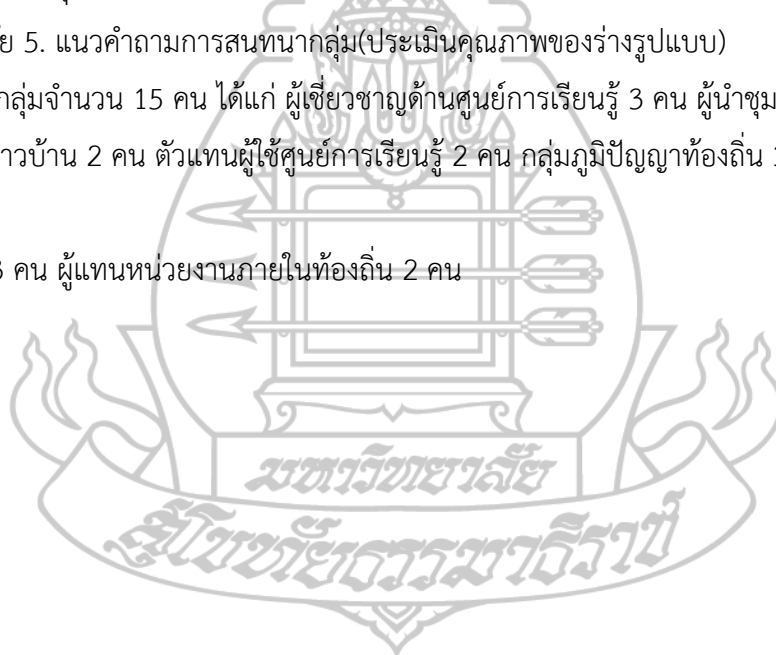 ย 5. แนวคำถามการสนทนากลุ่ม(ประเมินคุณภาพของร่างรูปแบบ)
กลุ่มจำนวน 15 คน ได้แก่ ผู้เชี่ยวชาญด้านศูนย์การเรียนรู้ 3 คน ผู้นำชุม
าวบ้าน 2 คน ตัวแทนผู้ใช้ศูนย์การเรียนรู้ 2 คน กลุ่มภูมิปัญญาท้องถิ่น
3 คน ผู้แทนหน่วยงานภายในท้องถิ่น 2 คน
มหาวิทยาลัย
สุโขทัยธรรมาธิราช